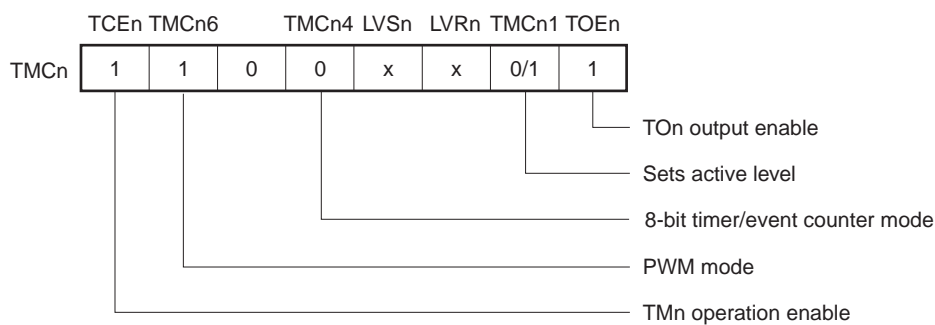 TCEn TMCn6 TMCn4 LVSn LVRn TMCn1 TOEn
TMCn 1 1 0 0 x x 0/1 1
TOn output enable
Sets active level
8-bit timer/event counter mode
PWM mode
TMn operation enable